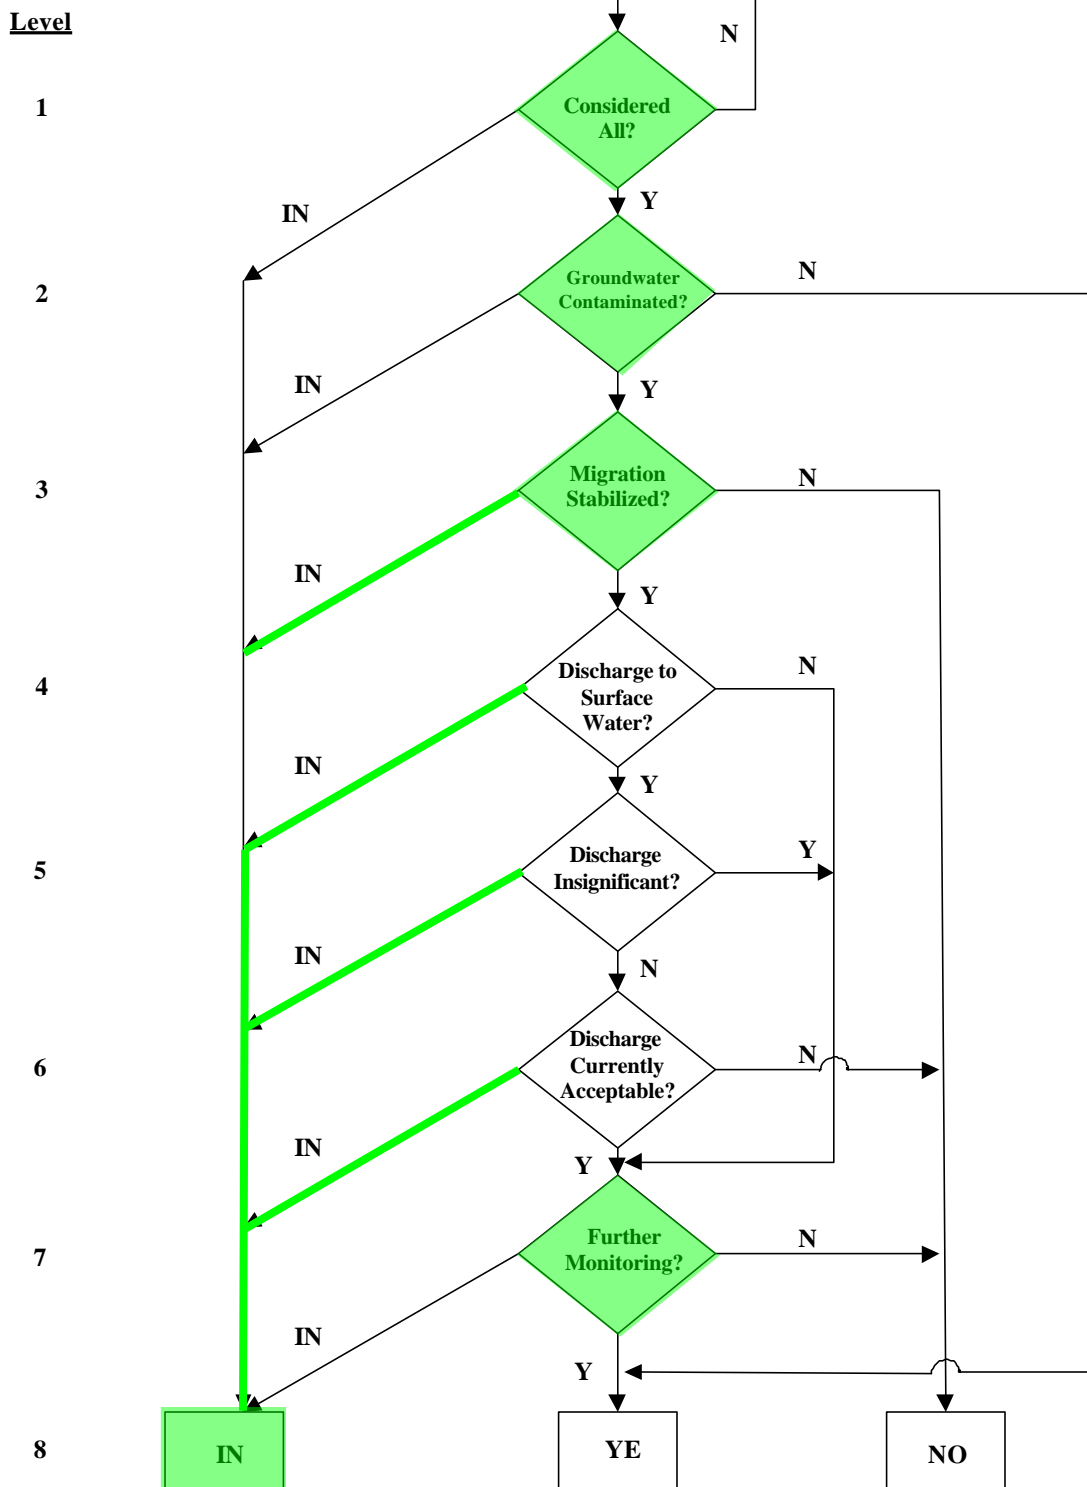 Level
N
1
Considered
All?
Y
IN
2
Groundwater
Contaminated?
N
IN
Y
3
Migration
Stabilized?
N
IN
Y
4
Discharge to
Surface
Water?
N
IN
Y
5
Discharge
Insignificant?
Y
IN
N
6
Discharge
Currently
Acceptable?
N
IN
Y
7
Further
Monitoring?
N
IN
Y
8
IN
YE
NO